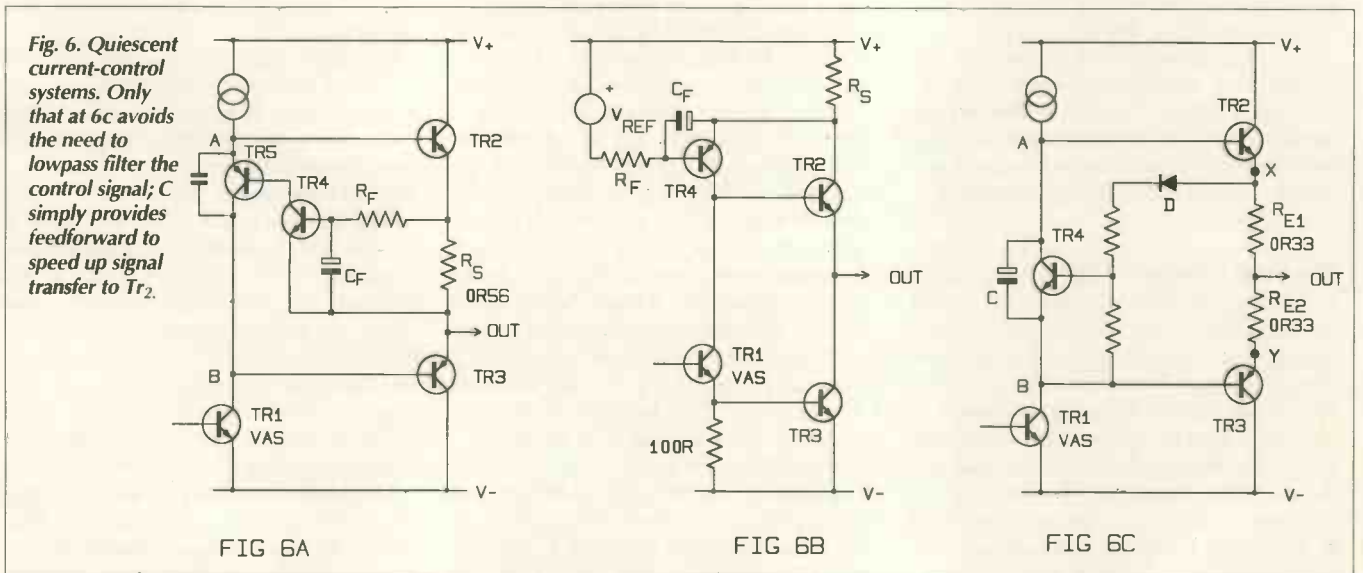 Fig. 6. Quiescent
current-control
systems. Only
that at 6c avoids
the need to
lowpass filter the
control signal; C
simply provides
feedforward to
speed up signal
transfer to Tr2.
V+
A
TR5
TR4
RF
CF
TR2
RS
0R56
OUT
B
TR3
TR1
VAS
V-
FIG 6A
V+
RS
CF
+
VREF
RF
TR4
TR2
OUT
TR1
VAS
100R
TR3
V-
FIG 6B
V+
A
TR2
X
D
RE1
0R33
TR4
C
OUT
RE2
0R33
Y
B
TR3
TR1
VAS
V-
FIG 6C